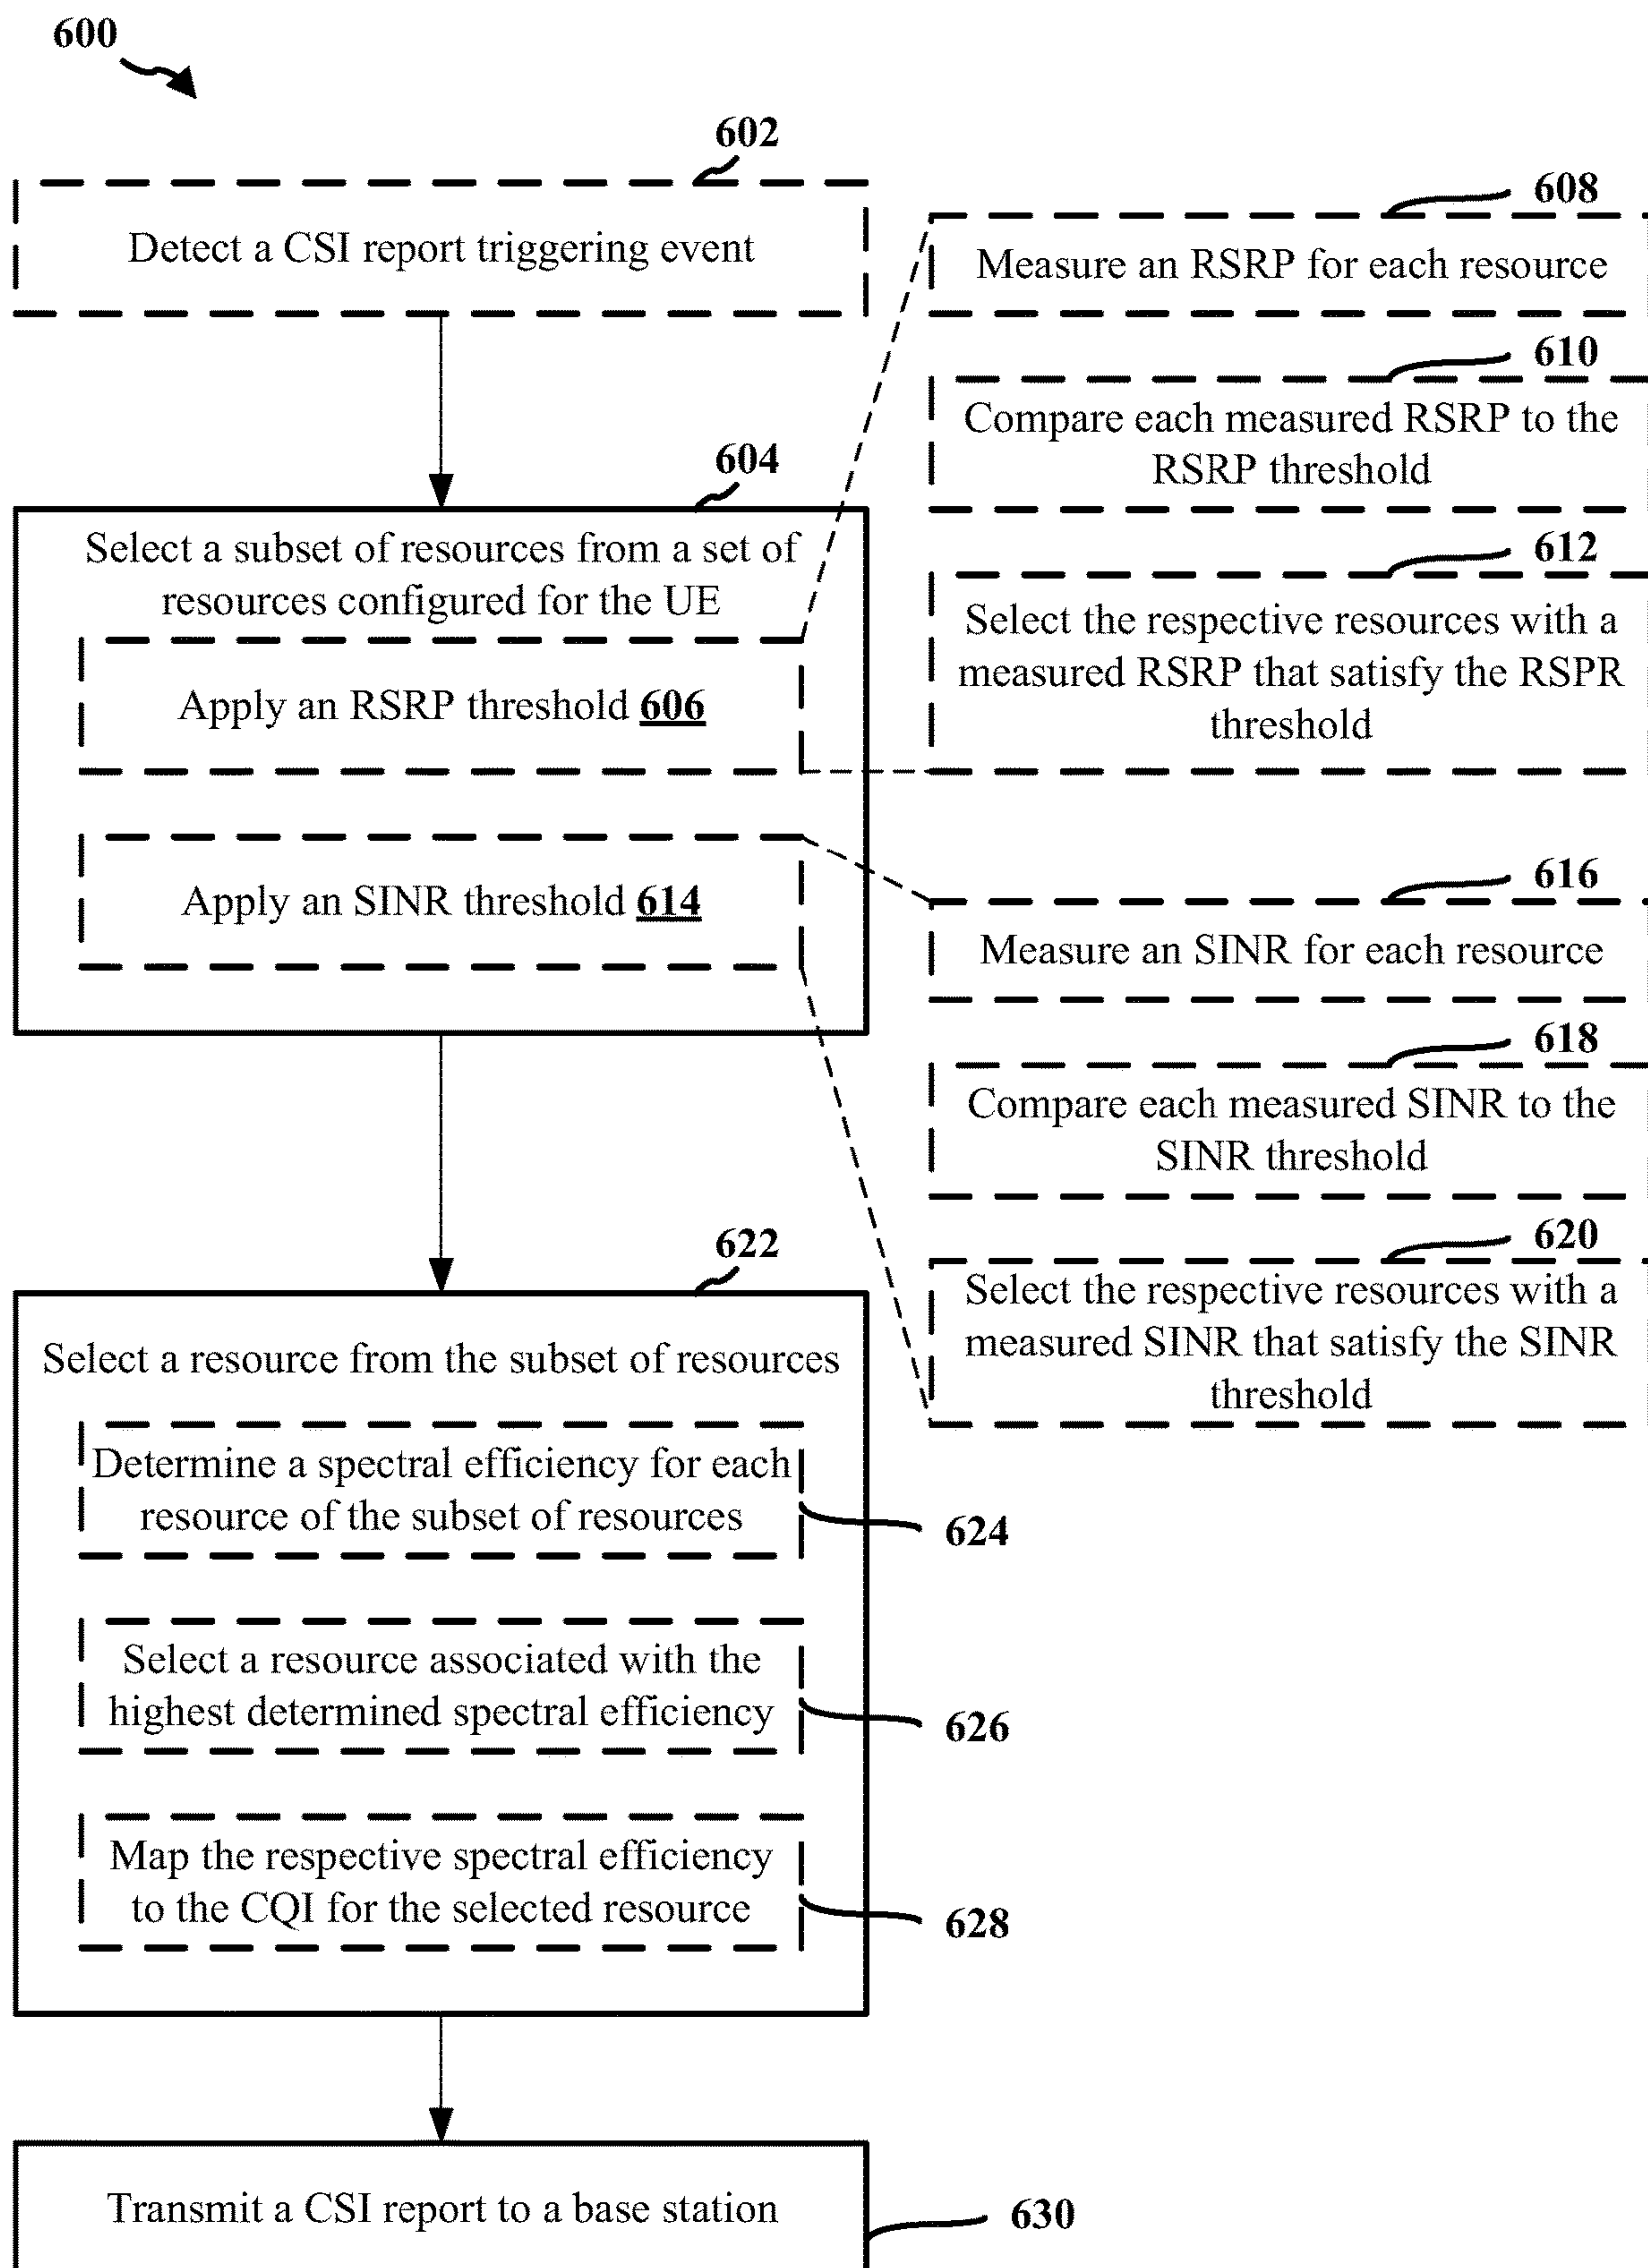 600
602
Detect a CSI report triggering event
604
Select a subset of resources from a set of
resources configured for the UE
Apply an RSRP threshold 606
608
Measure an RSRP for each resource
610
Compare each measured RSRP to the
RSRP threshold
612
Select the respective resources with a
measured RSRP that satisfy the RSPR
threshold
Apply an SINR threshold 614
616
Measure an SINR for each resource
618
Compare each measured SINR to the
SINR threshold
620
Select the respective resources with a
measured SINR that satisfy the SINR
threshold
622
Select a resource from the subset of resources
Determine a spectral efficiency for each
resource of the subset of resources
624
Select a resource associated with the
highest determined spectral efficiency
626
Map the respective spectral efficiency
to the CQI for the selected resource
628
Transmit a CSI report to a base station
630